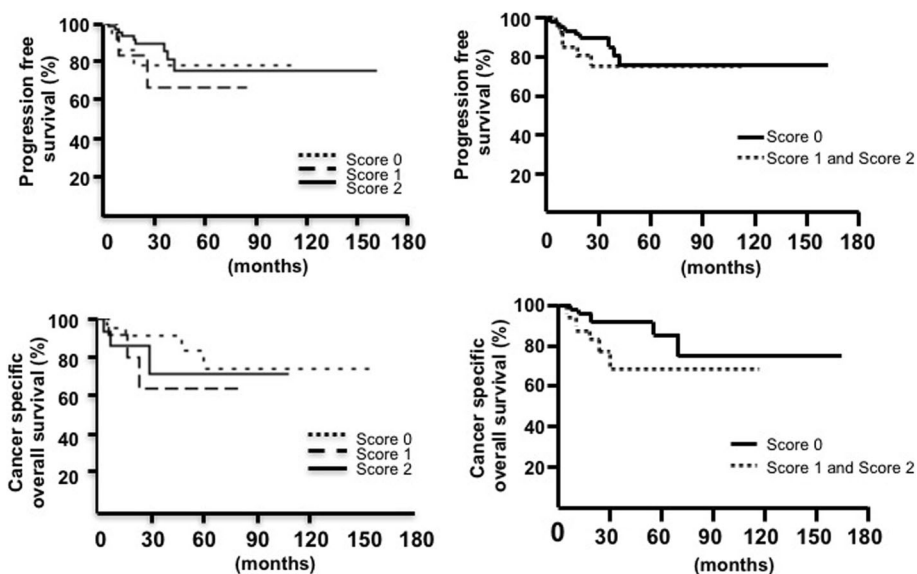 Progression free
survival (%)
100
80
60
40
20
0 30 60 90 120 150 180
(months)
Score 0
Score 1
Score 2
Progression free
survival (%)
100
80
60
40
20
0 30 60 90 120 150 180
(months)
Score 0
Score 1 and Score 2
Cancer specific
overall survival (%)
100
80
60
40
20
0 30 60 90 120 150 180
(months)
Score 0
Score 1
Score 2
Cancer specific
overall survival (%)
100
80
60
40
20
0 30 60 90 120 150 180
(months)
Score 0
Score 1 and Score 2